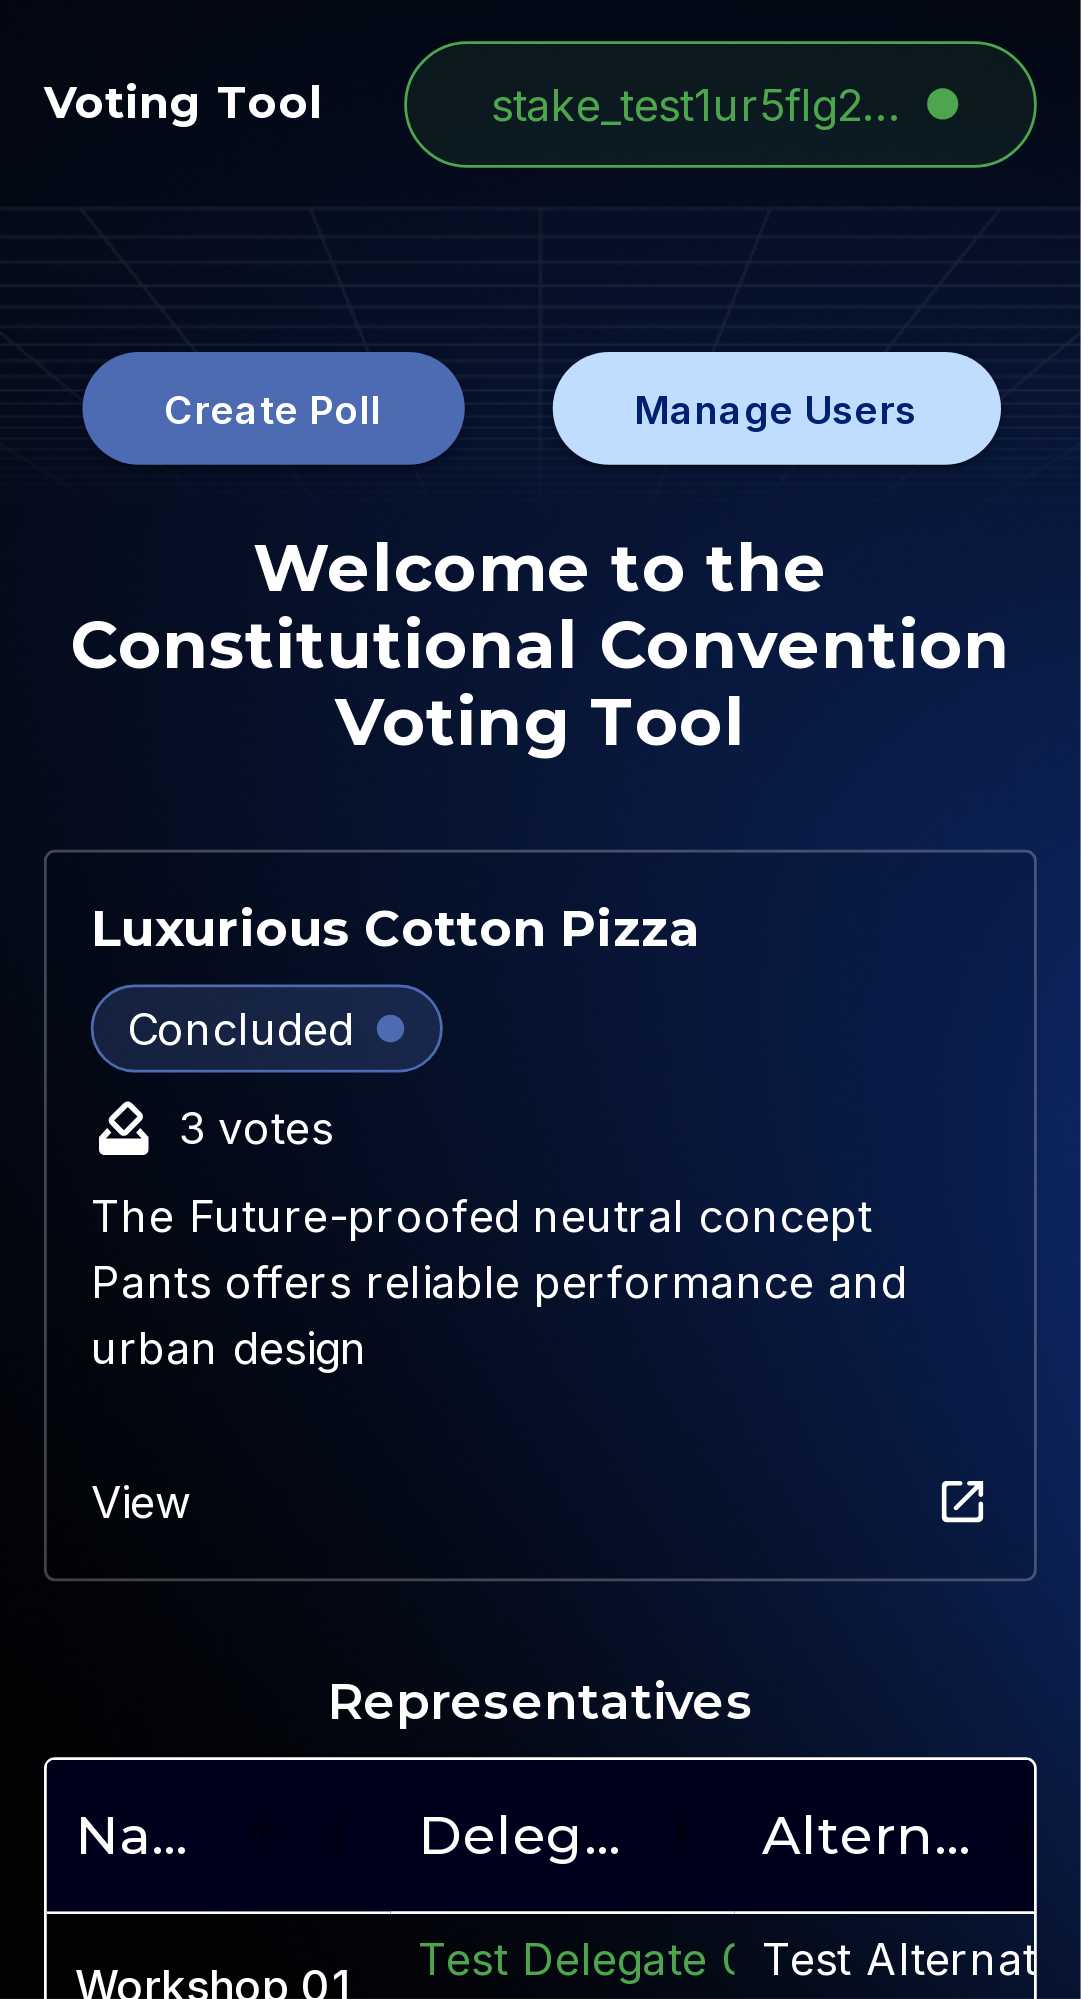 Voting Tool
stake_test1ur5flg2...
Create Poll
Manage Users
Welcome to the
Constitutional Convention
Voting Tool
Luxurious Cotton Pizza
Concluded
3 votes
The Future-proofed neutral concept
Pants offers reliable performance and
urban design
View
Representatives
Na... Deleg... Altern...
Test Delegate Test Alternat
Workshop 01